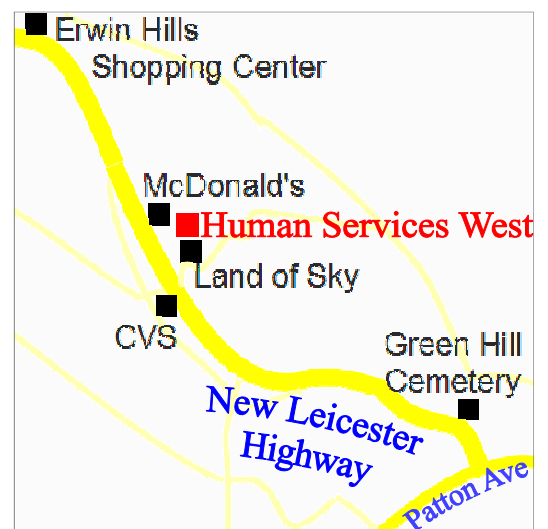 Erwin Hills
Shopping Center
McDonald's
Human Services West
Land of Sky
CVS
Green Hill
Cemetery
New Leicester
Highway
Patton Ave